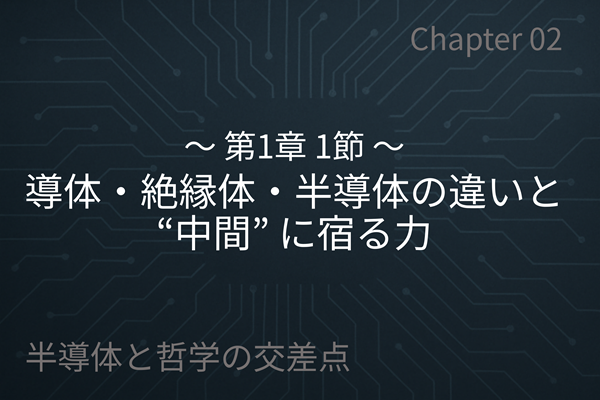 Chapter 02
～ 第1章 1節 ～
導体・絶縁体・半導体の違いと
“中間” に宿る力
半導体と哲学の交差点